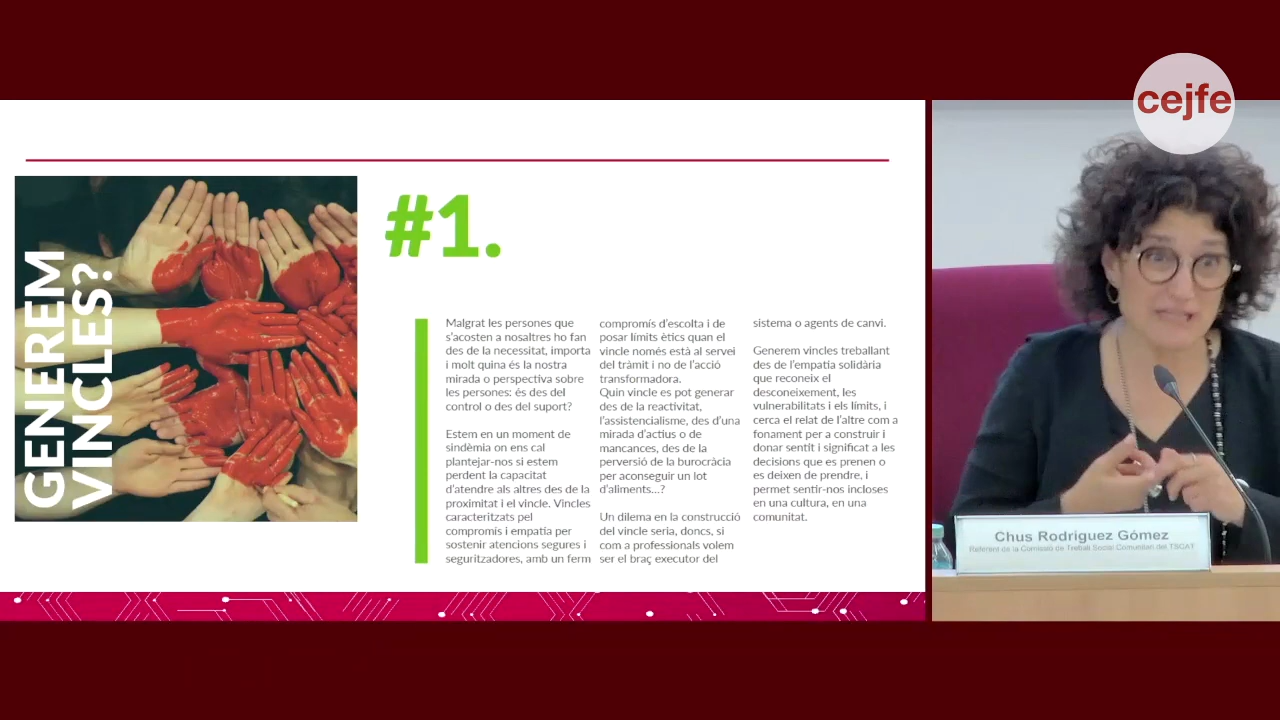 cejfe
GENEREM
VINCLES?
#1.
Malgrat les persones que
s'acosten a nosaltres ho fan
des de la necessitat, importa
i molt quina és la nostra
mirada o perspectiva sobre
les persones: és des del
control o des del suport?
Estem en un moment de
sindèmia on ens cal
plantejar-nos si estem
perdent la capacitat
d'atendre als altres des de la
proximitat i el vincle. Vincles
caracteritzats pel
compromís i empatia per
sostenir atencions segures i
seguritzadores, amb un ferm
compromís d'escolta i de
posar límits ètics quan el
vincle només està al servei
del tràmit i no de l'acció
transformadora.
Quin vincle es pot generar
des de la reactivitat,
l'assistencialisme, des d'una
mirada d'actius o de
mancances, des de la
perversió de la burocràcia
per aconseguir un lot
d'aliments...?
Un dilema en la construcció
del vincle seria, doncs, si
com a professionals volem
ser el braç executor del
sistema o agents de canvi.
Generem vincles treballant
des de l'empatia solidària
que reconeix el
desconeixement, les
vulnerabilitats i els límits, i
cerca el relat de l'altre com a
fonament per a construir i
donar sentit i significat a les
decisions que es prenen o
es deixen de prendre, i
permet sentir-nos incloses
en una cultura, en una
comunitat.
Chus Rodriguez Gómez
Referent de la Comissió de Treball Social Comunitari del TSCAT